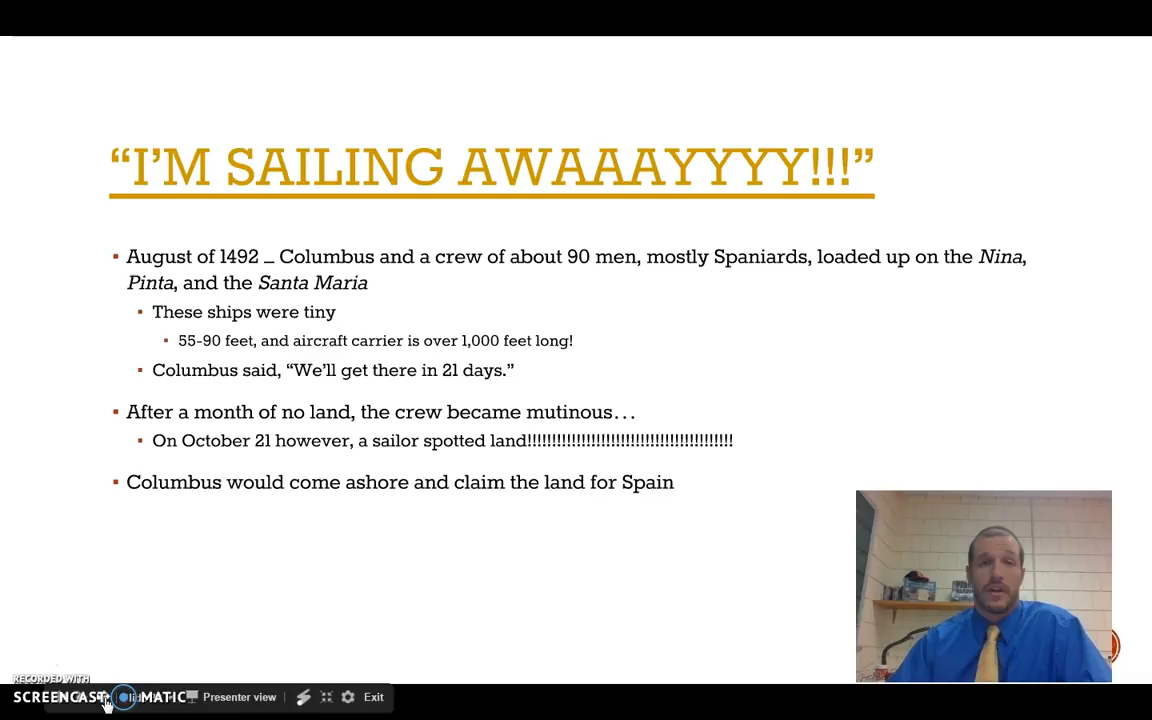 “I’M SAILING AWAAAYYYY!!!”
August of 1492 – Columbus and a crew of about 90 men, mostly Spaniards, loaded up on the Nina,
Pinta, and the Santa Maria
These ships were tiny
55-90 feet, and aircraft carrier is over 1,000 feet long!
Columbus said, “We’ll get there in 21 days.”
After a month of no land, the crew became mutinous…
On October 21 however, a sailor spotted land!!!!!!!!!!!!!!!!!!!!!!!!!!!!!!!!!!!!!!!!!!
Columbus would come ashore and claim the land for Spain
RECORDED WITH
SCREENCAST MATIC
Presenter view
Exit